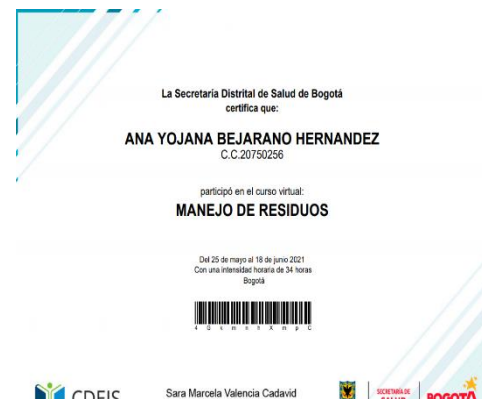 La Secretaría Distrital de Salud de Bogotá
certifica que:
ANA YOJANA BEJARANO HERNANDEZ
C.C.20750256
participó en el curso virtual:
MANEJO DE RESIDUOS
Del 25 de mayo al 18 de junio 2021
Con una intensidad horaria de 34 horas
Bogotá
Sara Marcela Valencia Cadavid
CDEIS
SECRETARÍA DE
SALUD
BOGOTÁ